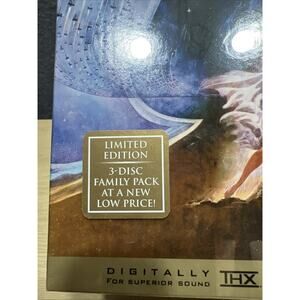 LIMITED
EDITION
3-DISC
FAMILY PACK
AT A NEW
LOW PRICE!
DIGITALLY
FOR SUPERIOR SOUND
THX